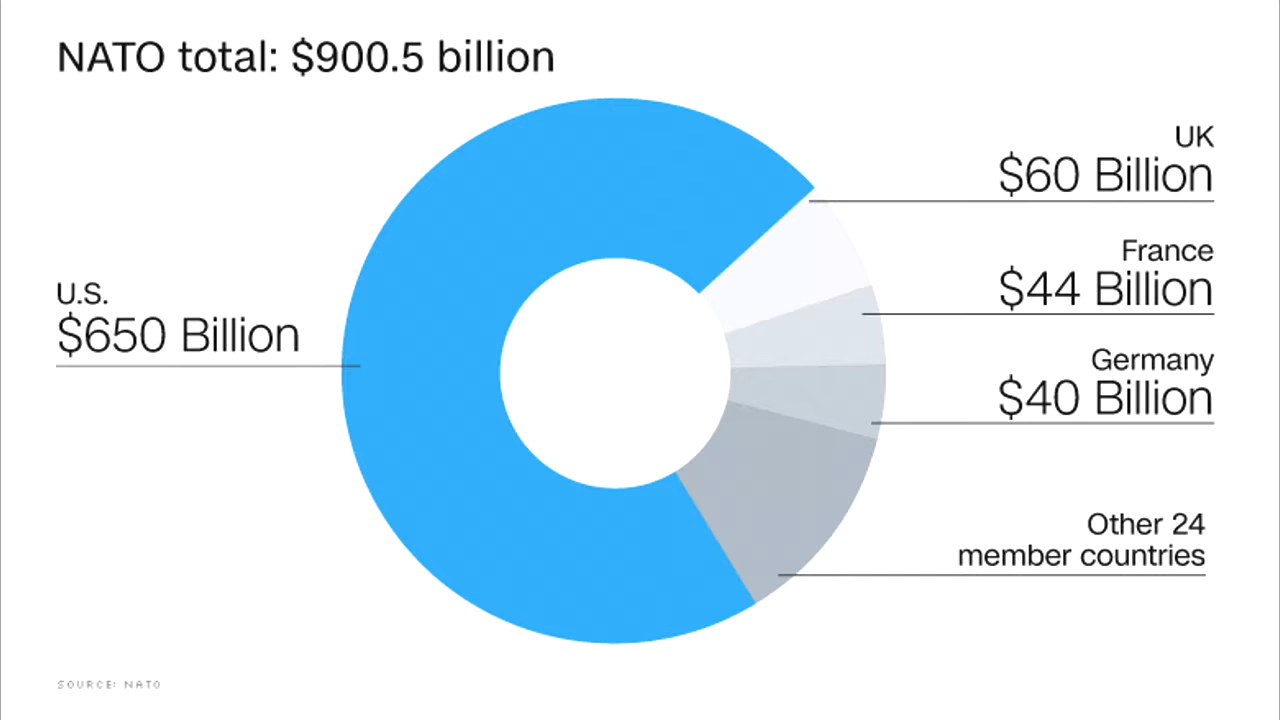 NATO total: $900.5 billion
UK
$60 Billion
France
$44 Billion
U.S.
$650 Billion
Germany
$40 Billion
Other 24
member countries
SOURCE: NATO